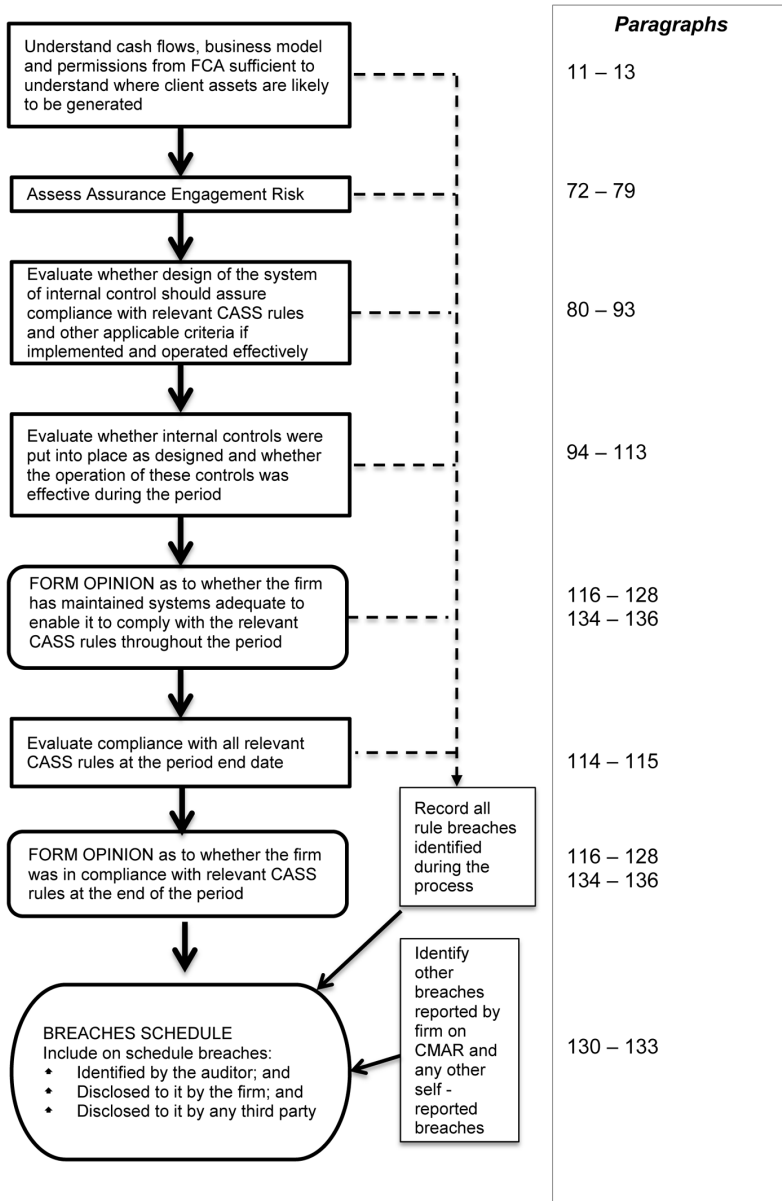 Paragraphs
Understand cash flows, business model
and permissions from FCA sufficient to
understand where client assets are likely
to be generated
11 – 13
Assess Assurance Engagement Risk
72 – 79
Evaluate whether design of the system
of internal control should assure
compliance with relevant CASS rules
and other applicable criteria if
implemented and operated effectively
80 – 93
Evaluate whether internal controls were
put into place as designed and whether
the operation of these controls was
effective during the period
94 – 113
FORM OPINION as to whether the firm
has maintained systems adequate to
enable it to comply with the relevant
CASS rules throughout the period
116 – 128
134 – 136
Evaluate compliance with all relevant
CASS rules at the period end date
114 – 115
Record all
rule breaches
identified
during the
process
FORM OPINION as to whether the firm
was in compliance with relevant CASS
rules at the end of the period
116 – 128
134 – 136
Identify
other
breaches
reported by
firm on
CMAR and
any other
self -
reported
breaches
BREACHES SCHEDULE
Include on schedule breaches:
Identified by the auditor; and
Disclosed to it by the firm; and
Disclosed to it by any third party
130 – 133